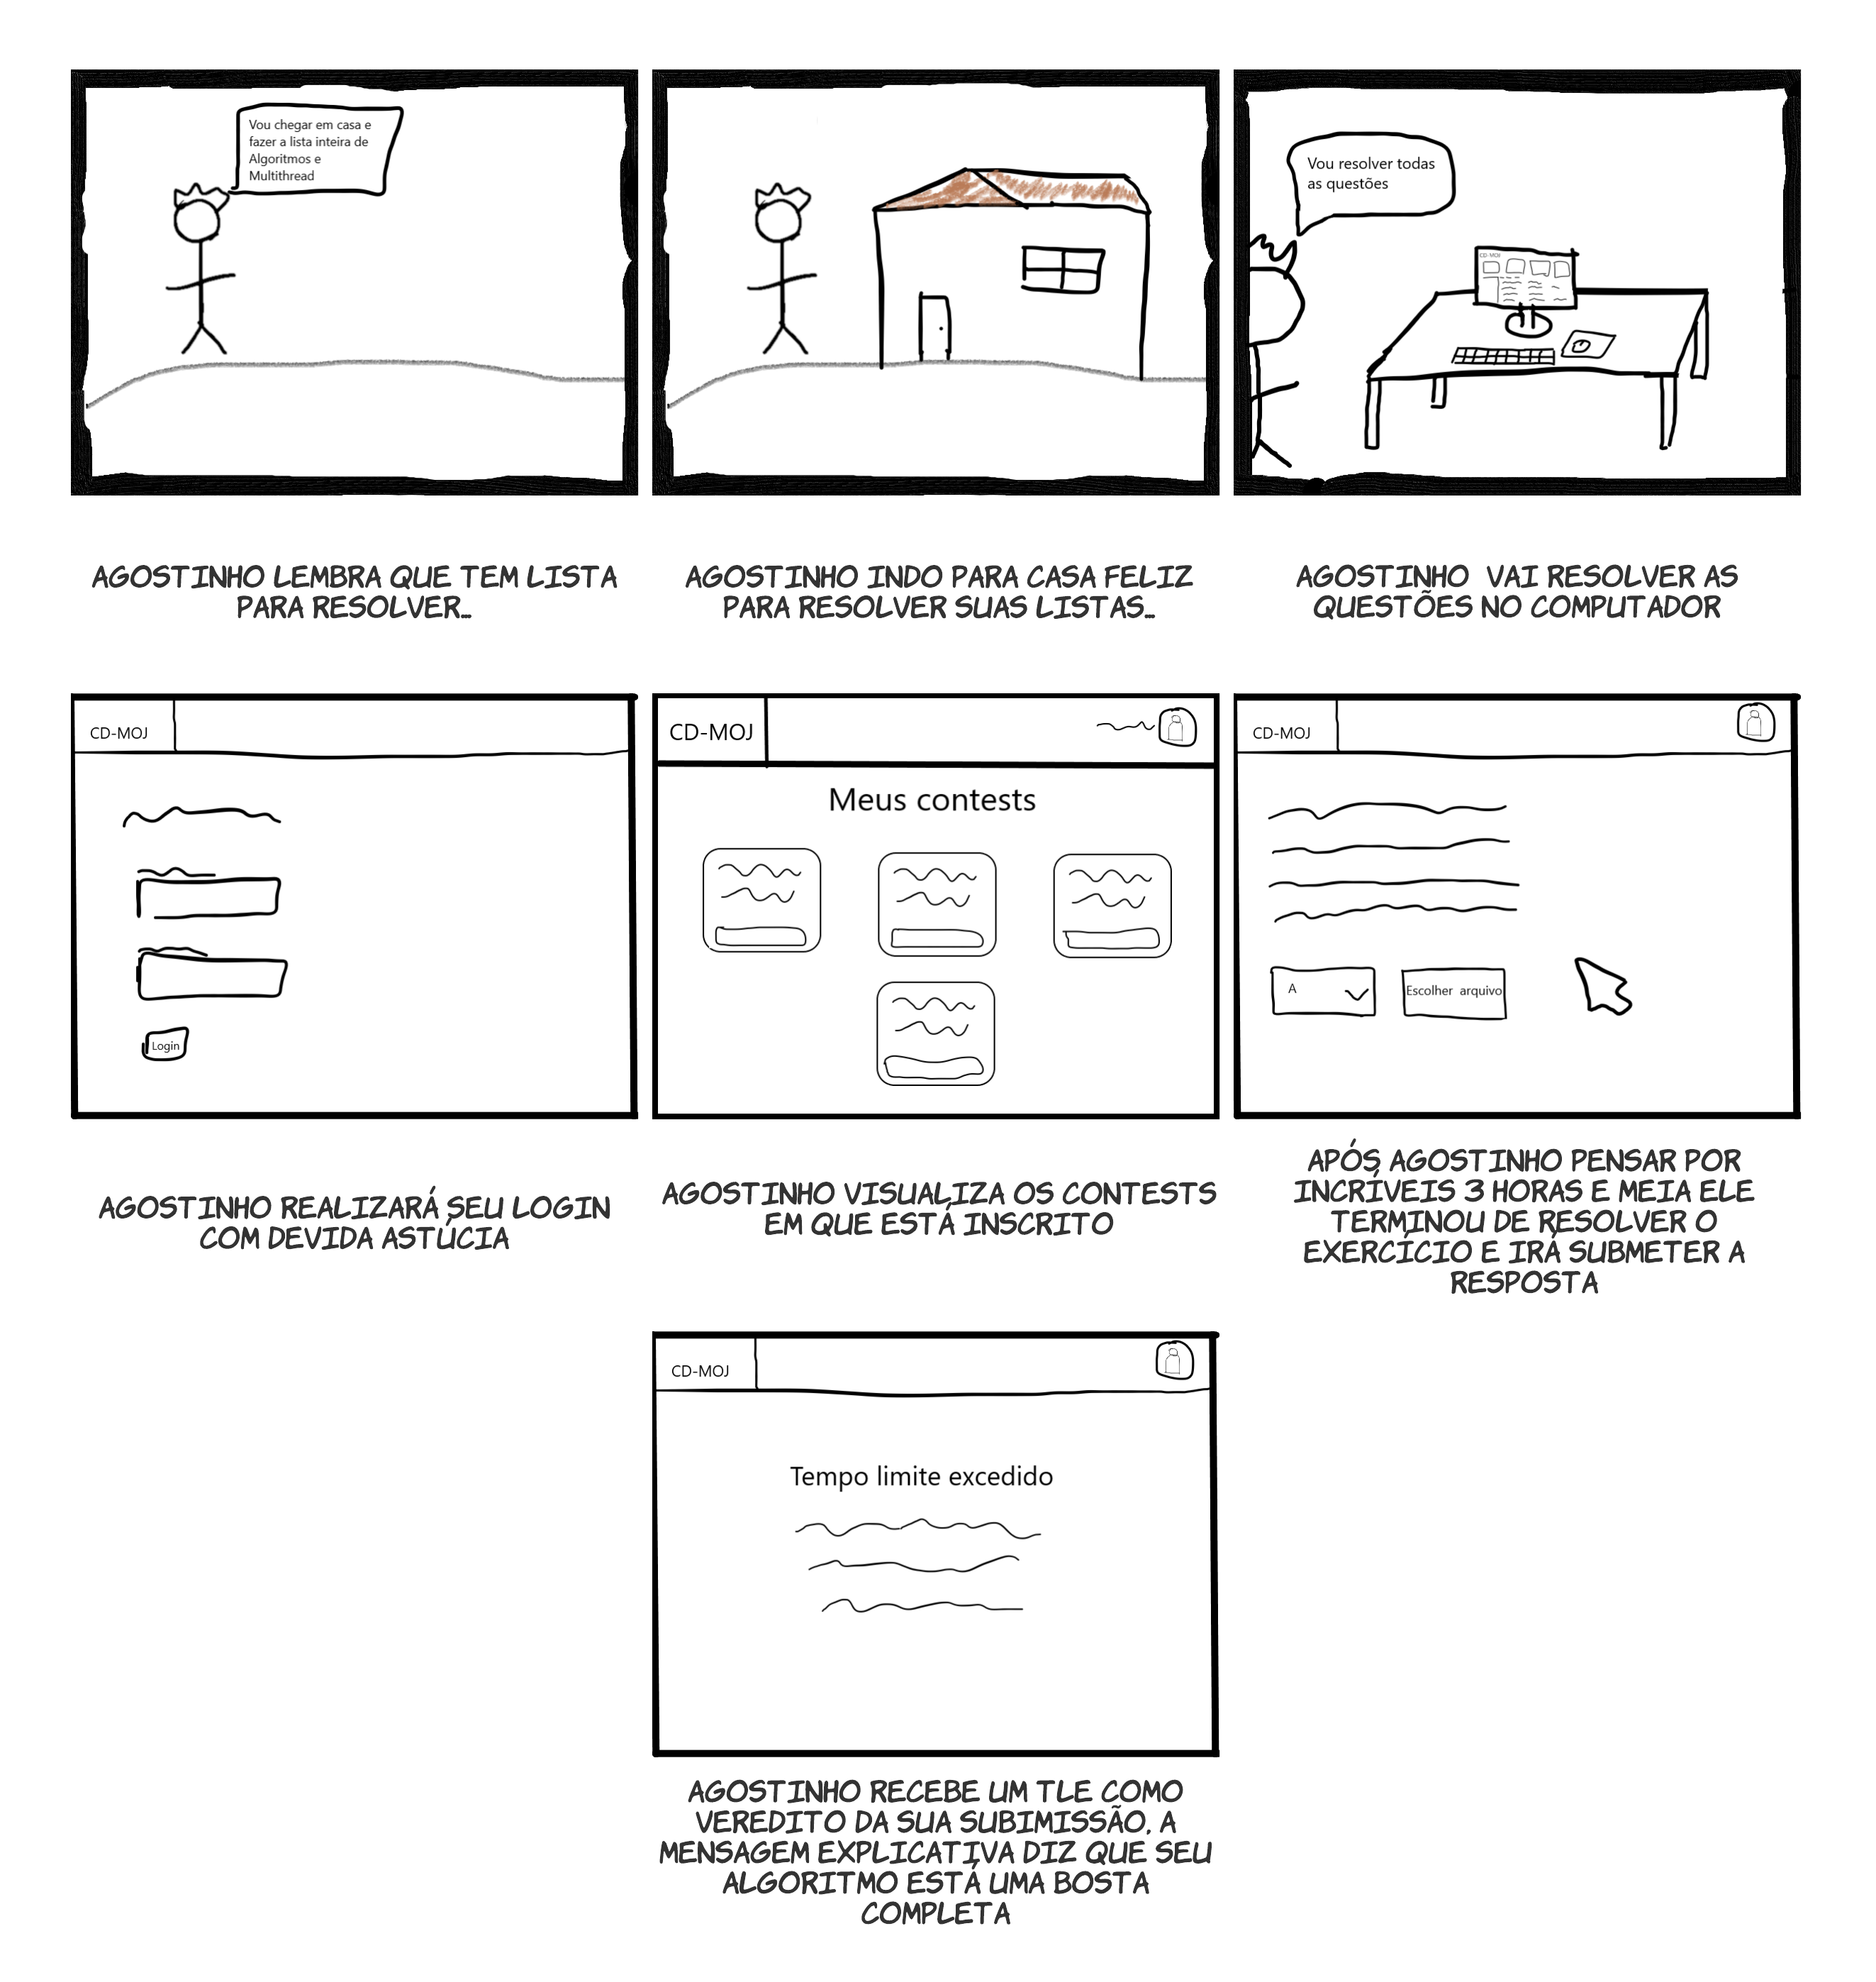 Vou chegar em casa e
fazer a lista inteira de
Algoritmos e
Multithread
Vou resolver todas
as questões
CD-MOJ
AGOSTINHO LEMBRA QUE TEM LISTA
PARA RESOLVER...
AGOSTINHO INDO PARA CASA FELIZ
PARA RESOLVER SUAS LISTAS...
AGOSTINHO VAI RESOLVER AS
QUESTÕES NO COMPUTADOR
CD-MOJ
Login
CD-MOJ
Meus contests
CD-MOJ
A
Escolher arquivo
AGOSTINHO REALIZARÁ SEU LOGIN
COM DEVIDA ASTÚCIA
AGOSTINHO VISUALIZA OS CONTESTS
EM QUE ESTÁ INSCRITO
APÓS AGOSTINHO PENSAR POR
INCRÍVEIS 3 HORAS E MEIA ELE
TERMINOU DE RESOLVER O
EXERCÍCIO E IRÁ SUBMETER A
RESPOSTA
CD-MOJ
Tempo limite excedido
AGOSTINHO RECEBE UM TLE COMO
VEREDITO DA SUA SUBIMISSÃO. A
MENSAGEM EXPLICATIVA DIZ QUE SEU
ALGORITMO ESTÁ UMA BOSTA
COMPLETA